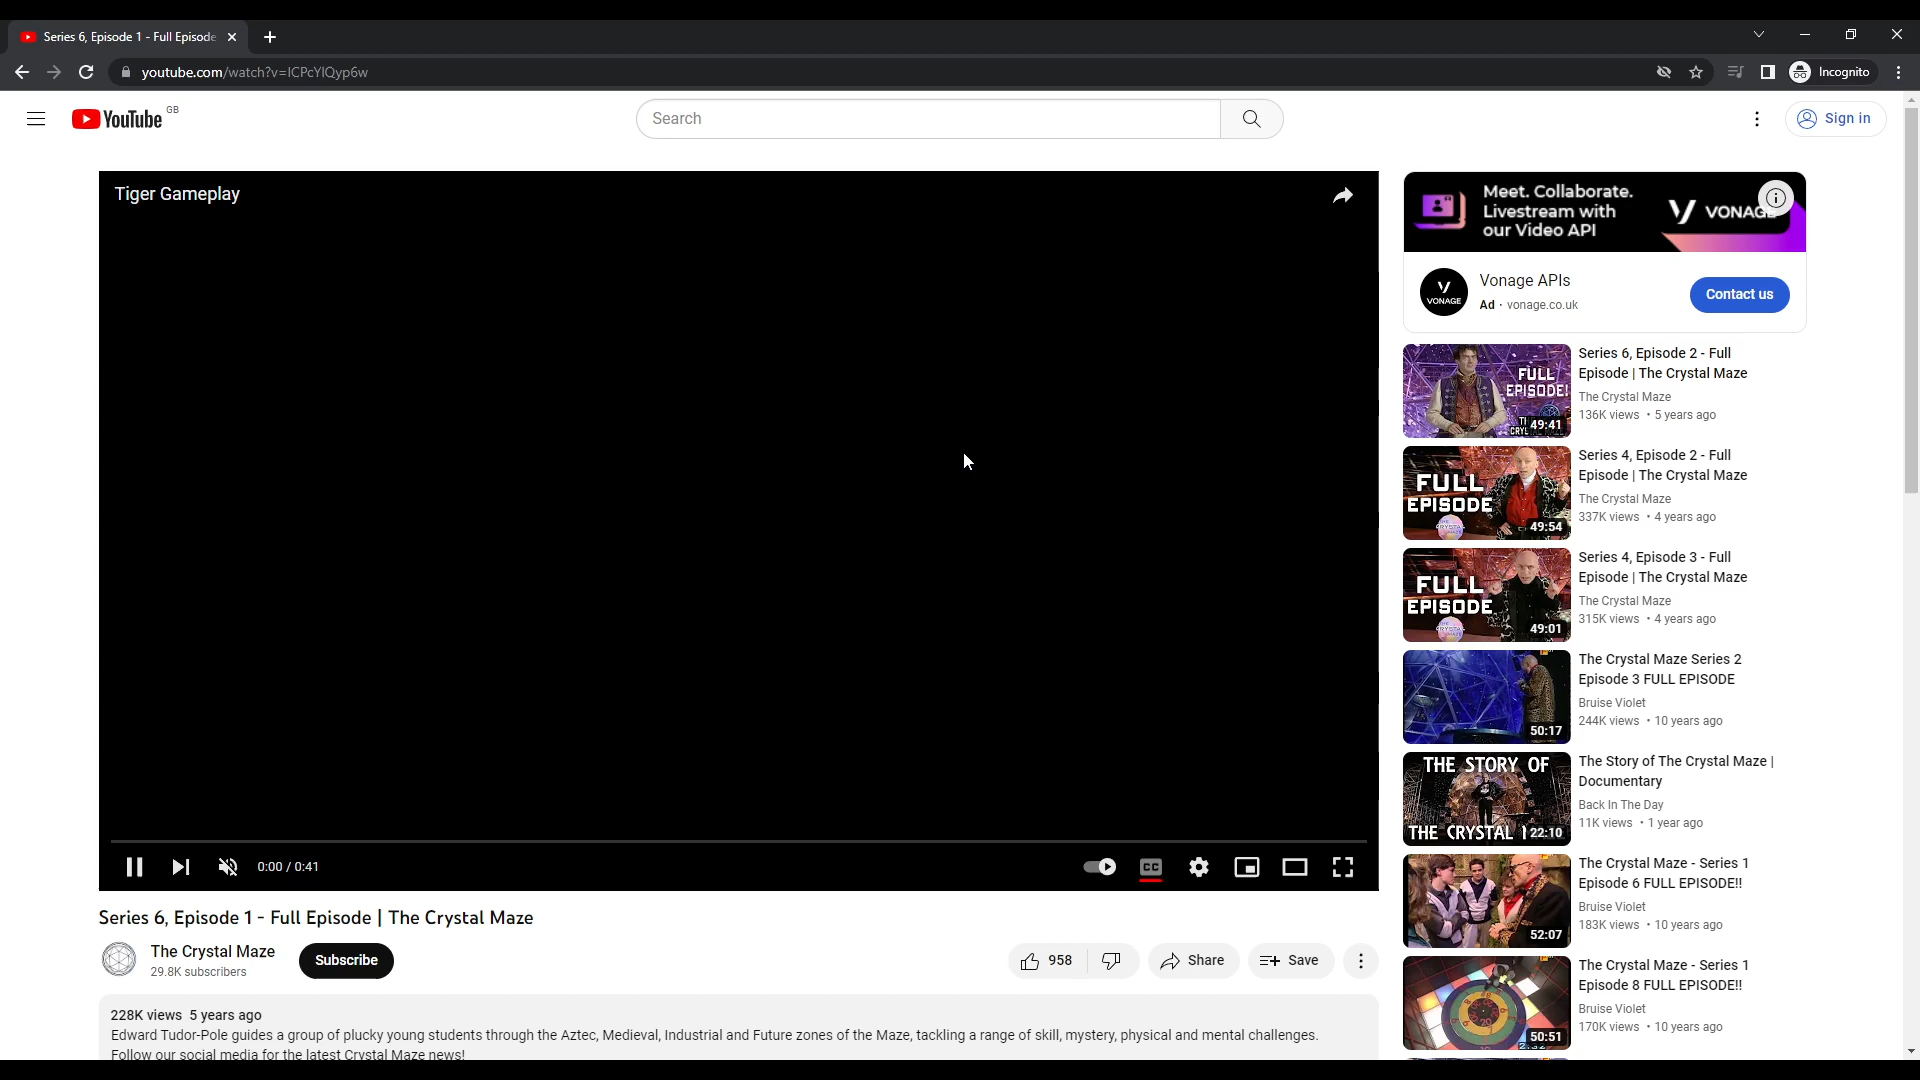 Series 6, Episode 1 - Full Episode
youtube.com/watch?v=ICPcYIQyp6w
Incognito
YouTube GB
Search
Sign in
Tiger Gameplay
0:00 / 0:41
CC
Series 6, Episode 1 - Full Episode | The Crystal Maze
The Crystal Maze
29.8K subscribers
Subscribe
958
Share
Save
228K views 5 years ago
Edward Tudor-Pole guides a group of plucky young students through the Aztec, Medieval, Industrial and Future zones of the Maze, tackling a range of skill, mystery, physical and mental challenges.
Follow our social media for the latest Crystal Maze news!
Meet. Collaborate.
Livestream with
our Video API
VONAGE
VONAGE
Vonage APIs
Ad · vonage.co.uk
Contact us
FULL
EPISODE!
49:41
Series 6, Episode 2 - Full
Episode | The Crystal Maze
The Crystal Maze
136K views • 5 years ago
FULL
EPISODE
49:54
Series 4, Episode 2 - Full
Episode | The Crystal Maze
The Crystal Maze
337K views • 4 years ago
FULL
EPISODE
49:01
Series 4, Episode 3 - Full
Episode | The Crystal Maze
The Crystal Maze
315K views • 4 years ago
50:17
The Crystal Maze Series 2
Episode 3 FULL EPISODE
Bruise Violet
244K views • 10 years ago
THE STORY OF
THE CRYSTAL
22:10
The Story of The Crystal Maze |
Documentary
Back In The Day
11K views • 1 year ago
52:07
The Crystal Maze - Series 1
Episode 6 FULL EPISODE!!
Bruise Violet
183K views • 10 years ago
50:51
The Crystal Maze - Series 1
Episode 8 FULL EPISODE!!
Bruise Violet
170K views • 10 years ago